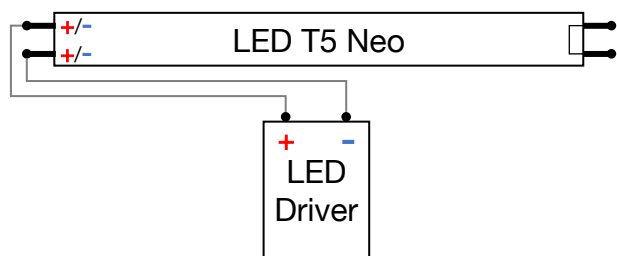 +/-
LED T5 Neo
+/-
+ -
LED
Driver